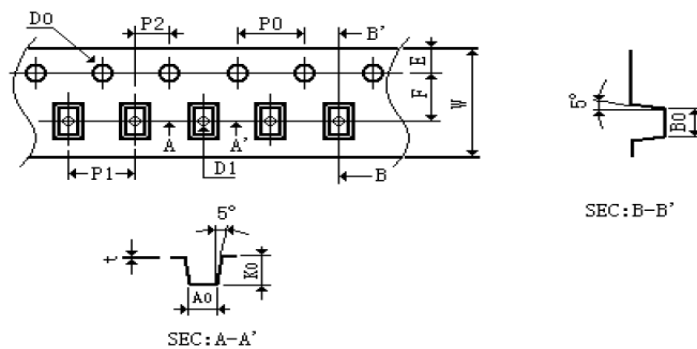 D0
P2
P0
B'
E
F
W
A
A'
P1
D1
B
5°
B0
SEC:B-B'
5°
t
A0
K0
SEC:A-A'